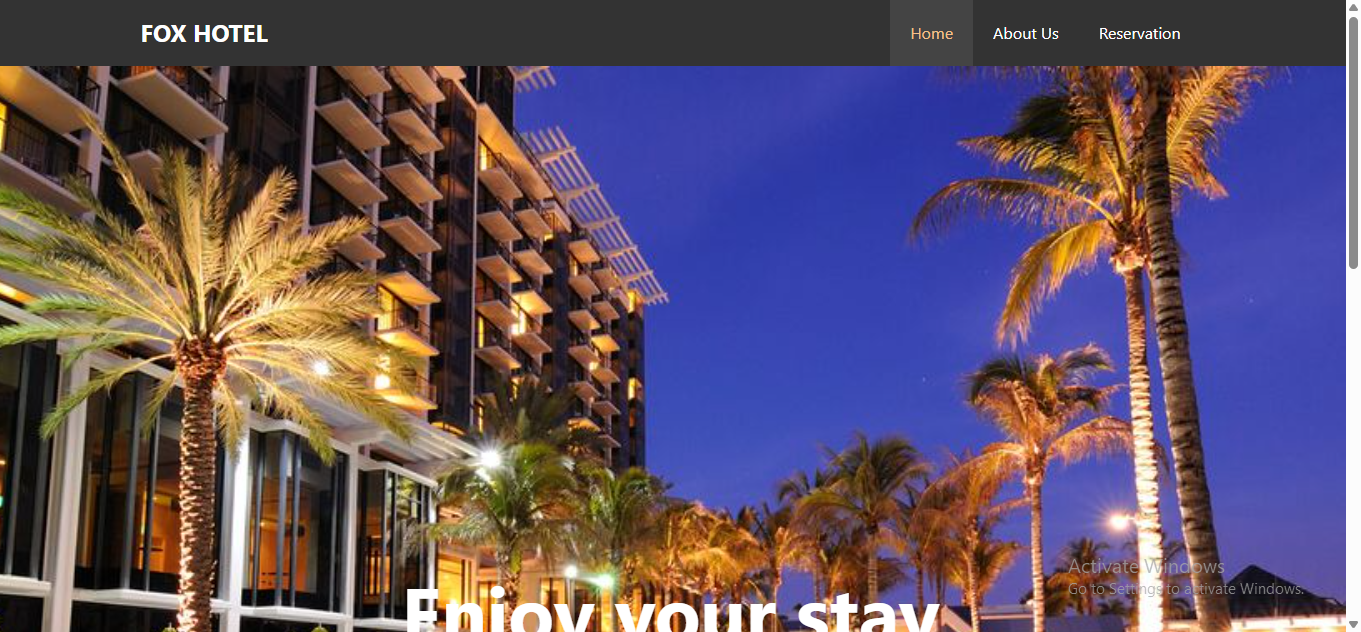 FOX HOTEL
Home
About Us
Reservation
Activate Windows
Go to Settings to activate Windows.
Enjoy your stay